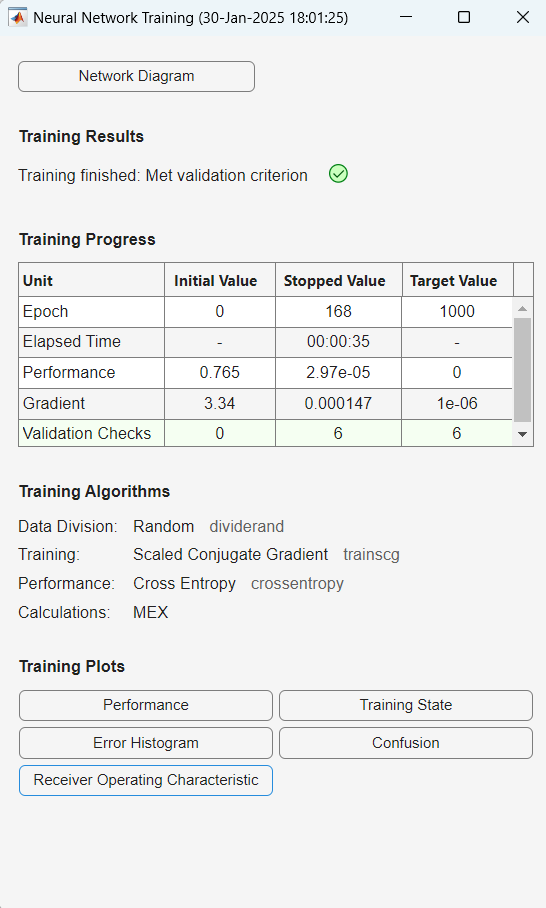 Neural Network Training (30-Jan-2025 18:01:25)
Network Diagram
Training Results
Training finished: Met validation criterion
Training Progress
Unit Initial Value Stopped Value Target Value
Epoch 0 168 1000
Elapsed Time - 00:00:35 -
Performance 0.765 2.97e-05 0
Gradient 3.34 0.000147 1e-06
Validation Checks 0 6 6
Training Algorithms
Data Division: Random dividerand
Training: Scaled Conjugate Gradient trainscg
Performance: Cross Entropy crossentropy
Calculations: MEX
Training Plots
Performance Training State
Error Histogram Confusion
Receiver Operating Characteristic